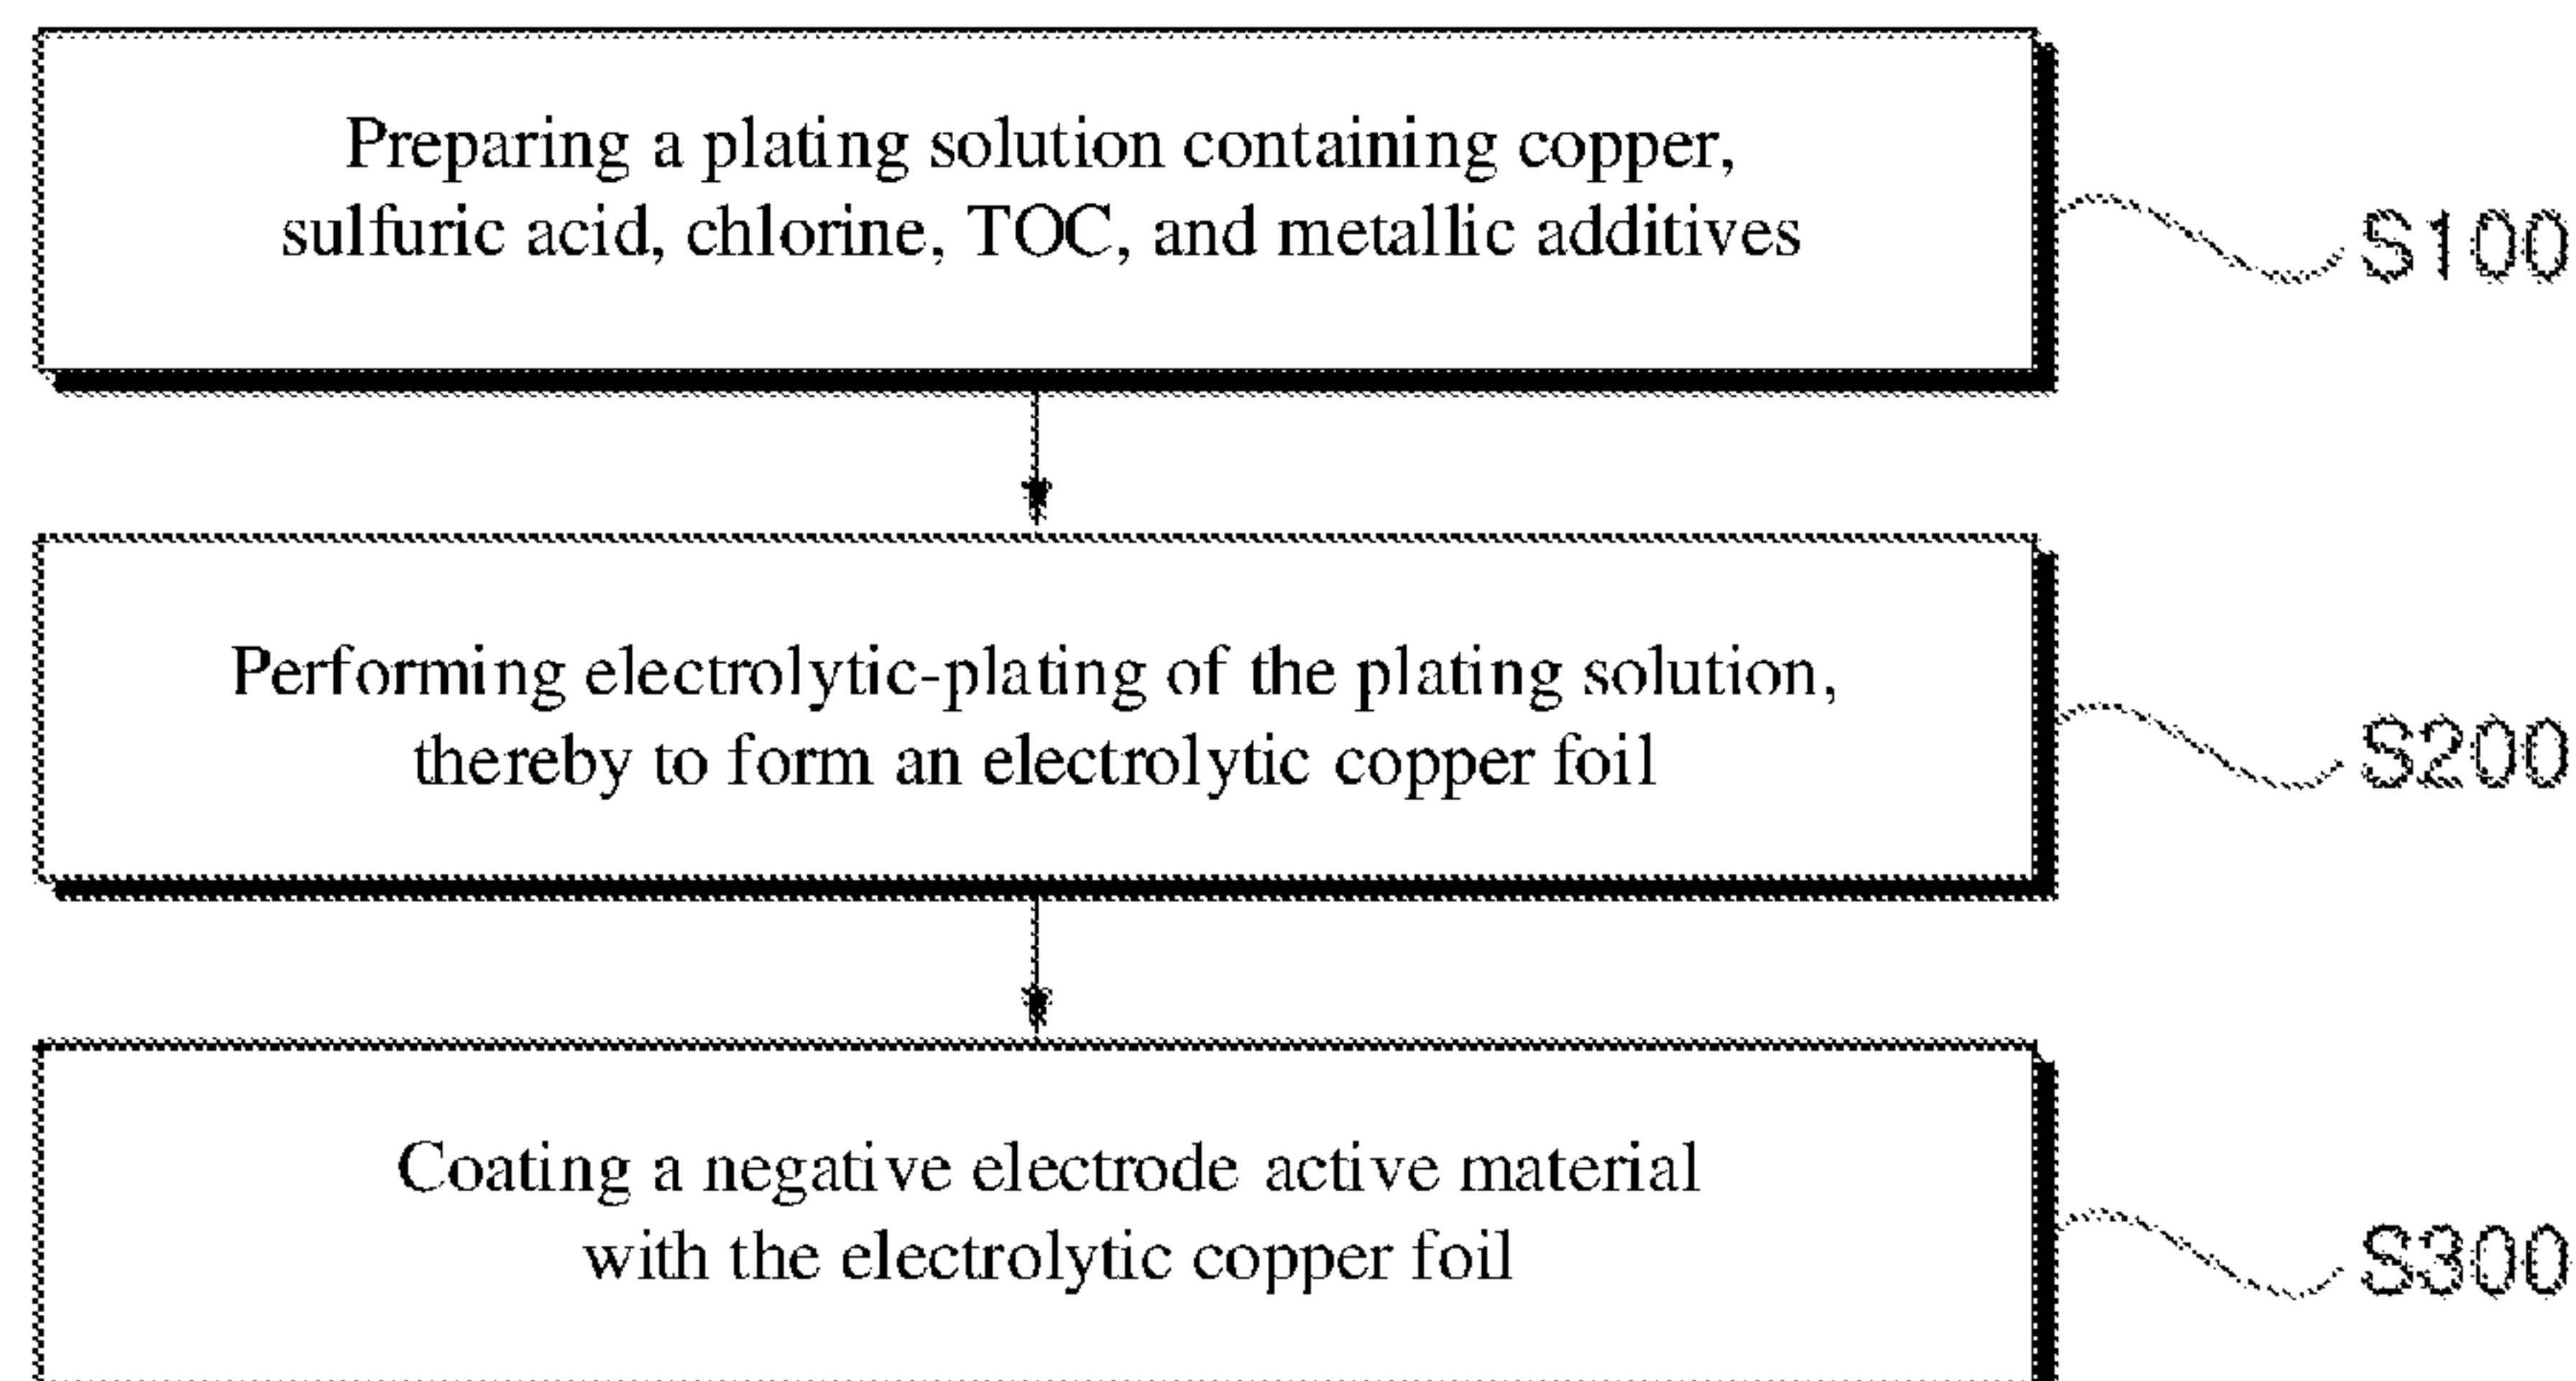 Preparing a plating solution containing copper,
sulfuric acid, chlorine, TOC, and metallic additives
S100
Performing electrolytic-plating of the plating solution,
thereby to form an electrolytic copper foil
S200
Coating a negative electrode active material
with the electrolytic copper foil
S300